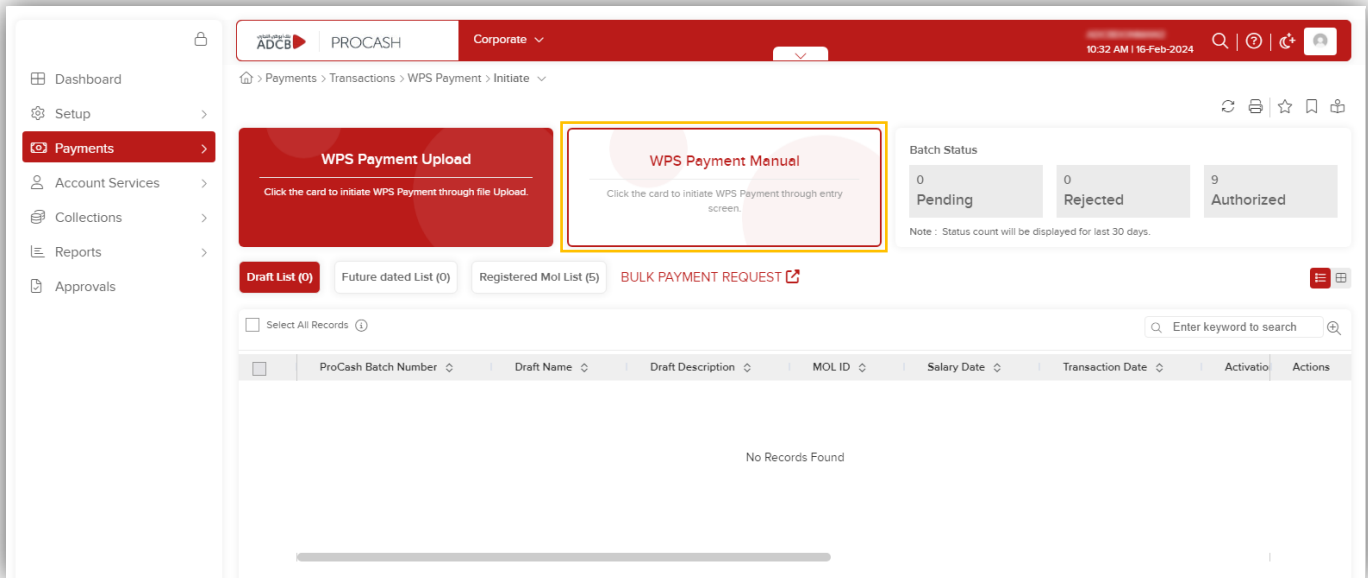 بنك أبوظبي التجاري
ADCB
PROCASH
Corporate
10:32 AM | 16-Feb-2024
Payments > Transactions > WPS Payment > Initiate
Dashboard
Setup
Payments
Account Services
Collections
Reports
Approvals
WPS Payment Upload
Click the card to initiate WPS Payment through file Upload.
WPS Payment Manual
Click the card to initiate WPS Payment through entry
screen.
Batch Status
0
Pending
0
Rejected
9
Authorized
Note : Status count will be displayed for last 30 days.
Draft List (0)
Future dated List (0)
Registered Mol List (5)
BULK PAYMENT REQUEST
Select All Records
Enter keyword to search
ProCash Batch Number
Draft Name
Draft Description
MOL ID
Salary Date
Transaction Date
Activatio
Actions
No Records Found